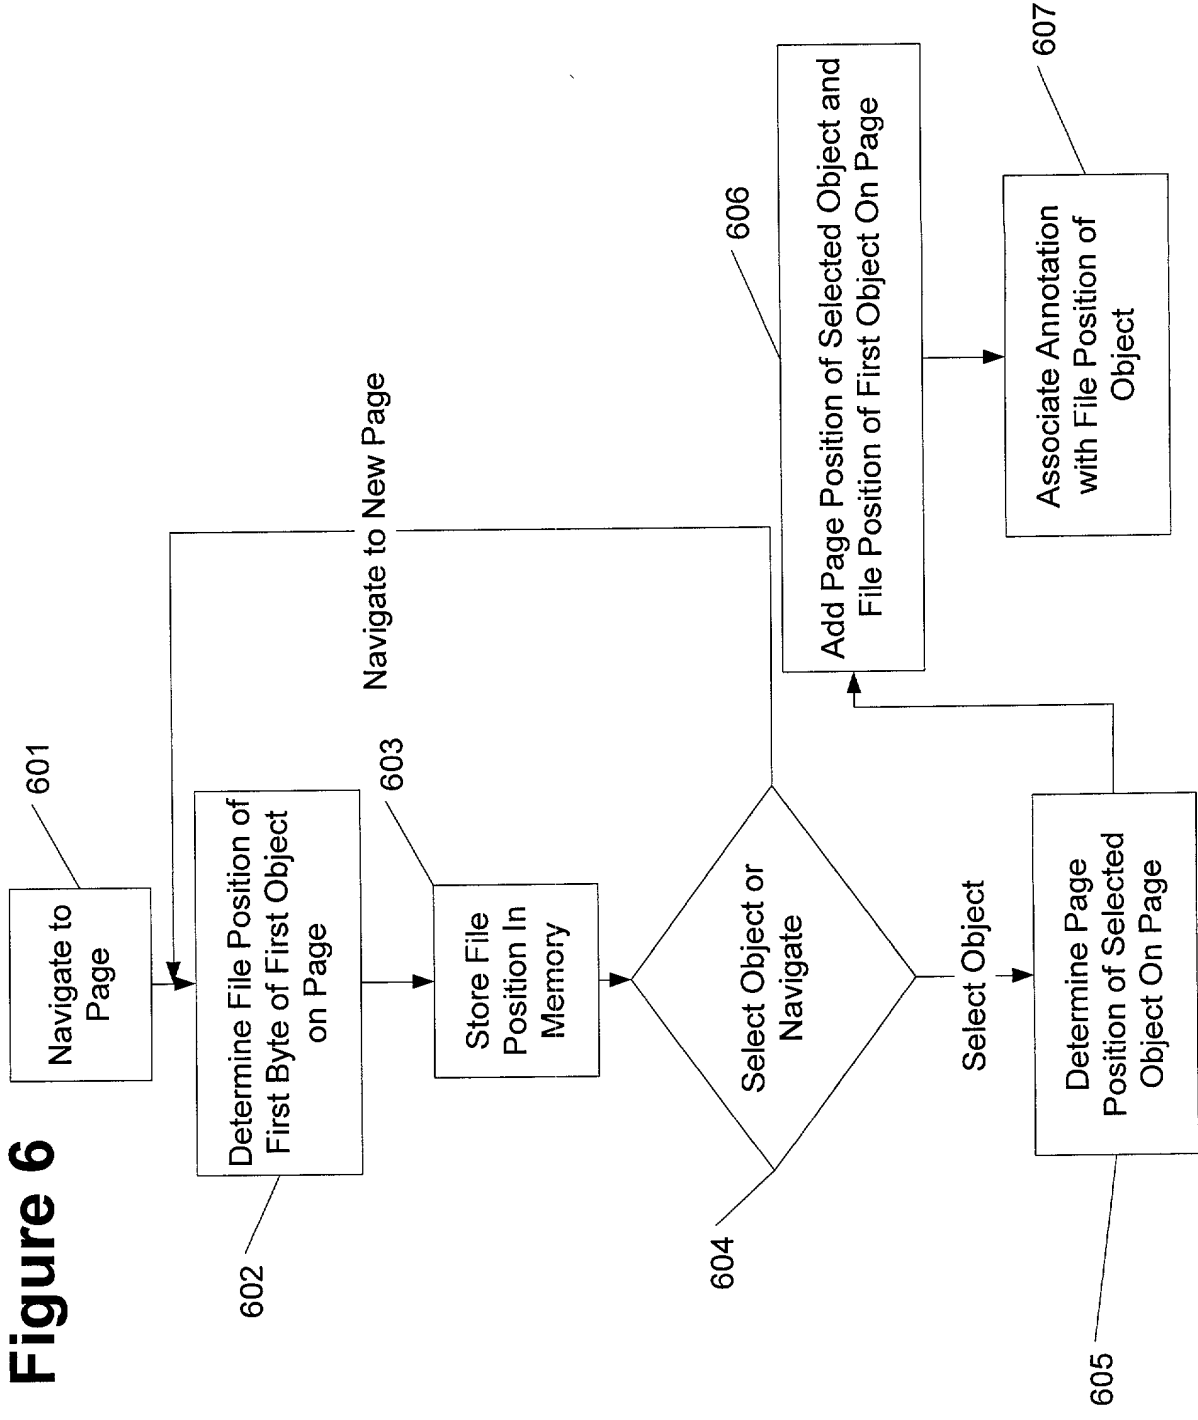 Figure 6
601
Navigate to
Page
602
Determine File Position of
First Byte of First Object
on Page
Navigate to New Page
603
Store File
Position In
Memory
604
Select Object or
Navigate
Select Object
605
Determine Page
Position of Selected
Object On Page
606
Add Page Position of Selected Object and
File Position of First Object On Page
607
Associate Annotation
with File Position of
Object